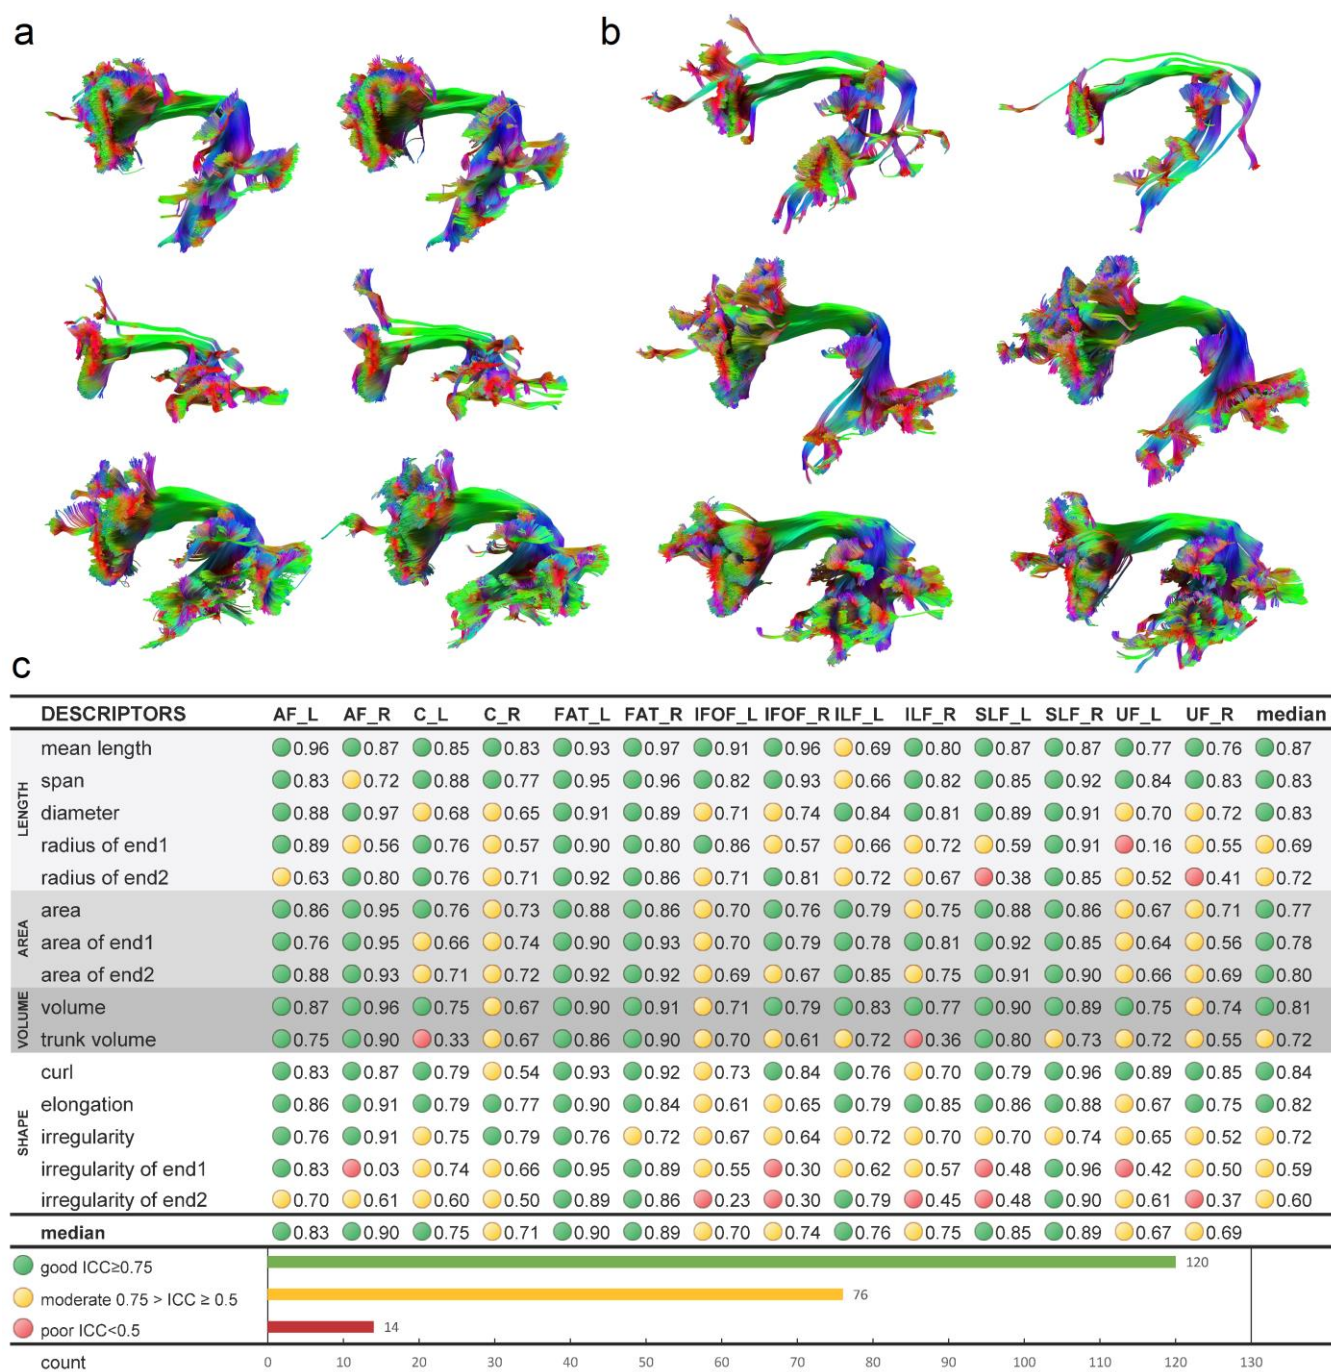 a
b
c
DESCRIPTORS AF_L AF_R C_L C_R FAT_L FAT_R IFOF_L IFOF_R ILF_L ILF_R SLF_L SLF_R UF_L UF_R median
LENGTH
mean length 0.96 0.87 0.85 0.83 0.93 0.97 0.91 0.96 0.69 0.80 0.87 0.87 0.77 0.76 0.87
span 0.83 0.72 0.88 0.77 0.95 0.96 0.82 0.93 0.66 0.82 0.85 0.92 0.84 0.83 0.83
diameter 0.88 0.97 0.68 0.65 0.91 0.89 0.71 0.74 0.84 0.81 0.89 0.91 0.70 0.72 0.83
radius of end1 0.89 0.56 0.76 0.57 0.90 0.80 0.86 0.57 0.66 0.72 0.59 0.91 0.16 0.55 0.69
radius of end2 0.63 0.80 0.76 0.71 0.92 0.86 0.71 0.81 0.72 0.67 0.38 0.85 0.52 0.41 0.72
AREA
area 0.86 0.95 0.76 0.73 0.88 0.86 0.70 0.76 0.79 0.75 0.88 0.86 0.67 0.71 0.77
area of end1 0.76 0.95 0.66 0.74 0.90 0.93 0.70 0.79 0.78 0.81 0.92 0.85 0.64 0.56 0.78
area of end2 0.88 0.93 0.71 0.72 0.92 0.92 0.69 0.67 0.85 0.75 0.91 0.90 0.66 0.69 0.80
VOLUME
volume 0.87 0.96 0.75 0.67 0.90 0.91 0.71 0.79 0.83 0.77 0.90 0.89 0.75 0.74 0.81
trunk volume 0.75 0.90 0.33 0.67 0.86 0.90 0.70 0.61 0.72 0.36 0.80 0.73 0.72 0.55 0.72
SHAPE
curl 0.83 0.87 0.79 0.54 0.93 0.92 0.73 0.84 0.76 0.70 0.79 0.96 0.89 0.85 0.84
elongation 0.86 0.91 0.79 0.77 0.90 0.84 0.61 0.65 0.79 0.85 0.86 0.88 0.67 0.75 0.82
irregularity 0.76 0.91 0.75 0.79 0.76 0.72 0.67 0.64 0.72 0.70 0.70 0.74 0.65 0.52 0.72
irregularity of end1 0.83 0.03 0.74 0.66 0.95 0.89 0.55 0.30 0.62 0.57 0.48 0.96 0.42 0.50 0.59
irregularity of end2 0.70 0.61 0.60 0.50 0.89 0.86 0.23 0.30 0.79 0.45 0.48 0.90 0.61 0.37 0.60
median 0.83 0.90 0.75 0.71 0.90 0.89 0.70 0.74 0.76 0.75 0.85 0.89 0.67 0.69
good ICC≥0.75 120
moderate 0.75 > ICC ≥ 0.5 76
poor ICC<0.5 14
count 0 10 20 30 40 50 60 70 80 90 100 110 120 130